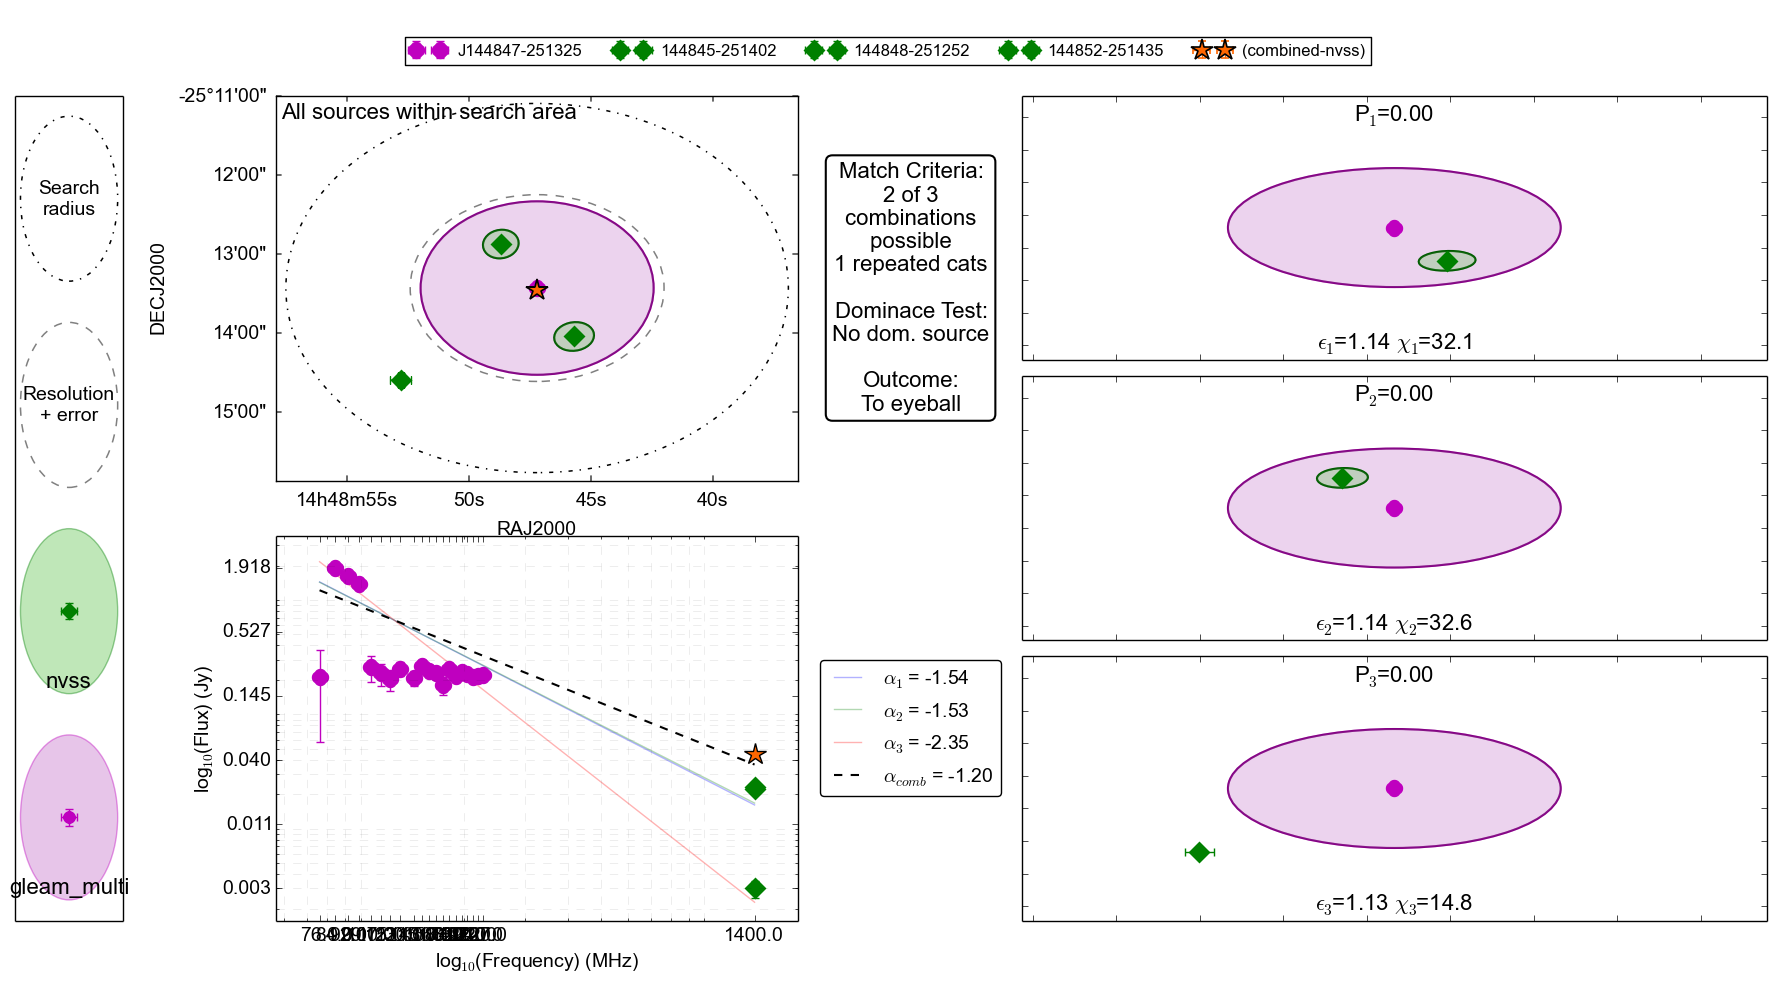 J144847-251325 144845-251402 144848-251252 144852-251435 (combined-nvss)
Search
radius
Resolution
+ error
nvss
gleam_multi
All sources within search area
-25°11'00"
12'00"
13'00"
14'00"
15'00"
DECJ2000
14h48m55s 50s 45s 40s
RAJ2000
1.918
0.527
0.145
0.040
0.011
0.003
log10(Flux) (Jy)
1400.0
log10(Frequency) (MHz)
Match Criteria:
2 of 3
combinations
possible
1 repeated cats
Dominace Test:
No dom. source
Outcome:
To eyeball
α1 = -1.54
α2 = -1.53
α3 = -2.35
αcomb = -1.20
P1=0.00
ϵ1=1.14 χ1=32.1
P2=0.00
ϵ2=1.14 χ2=32.6
P3=0.00
ϵ3=1.13 χ3=14.8